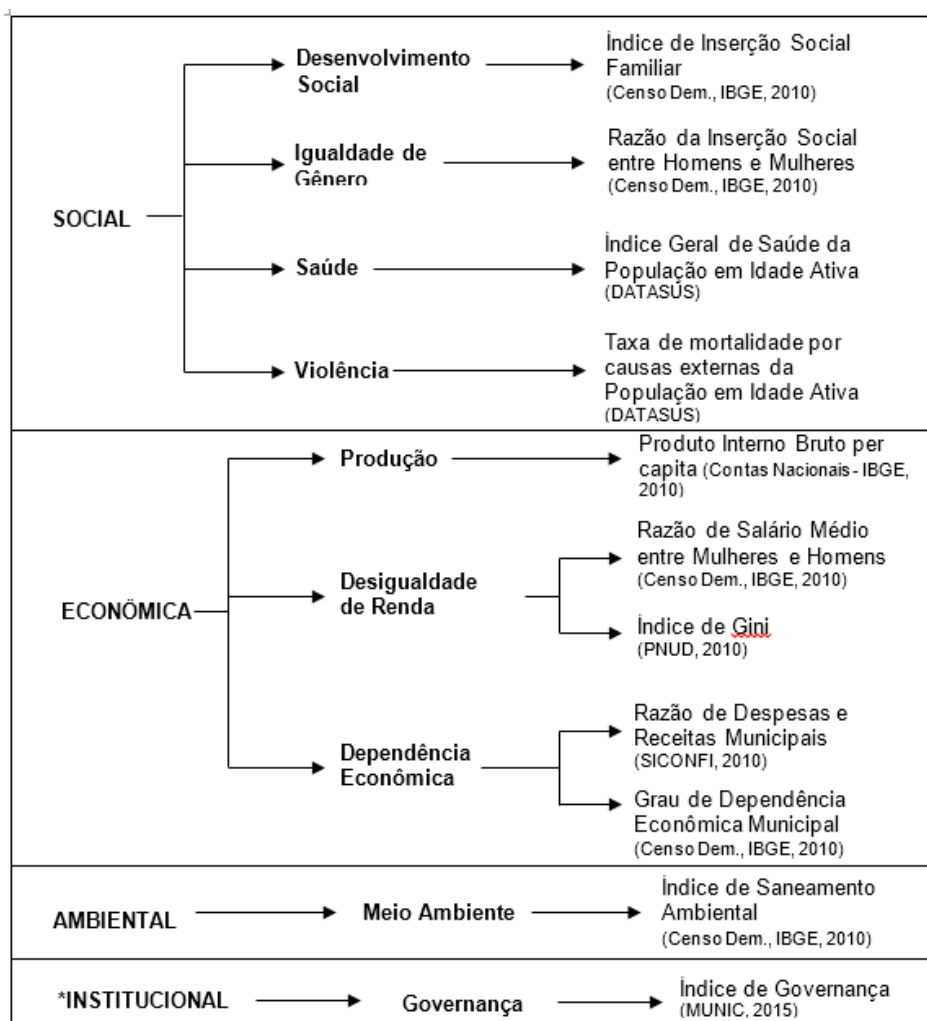 SOCIAL
Desenvolvimento
Social
Índice de Inserção Social
Familiar
(Censo Dem., IBGE, 2010)
Igualdade de
Gênero
Razão da Inserção Social
entre Homens e Mulheres
(Censo Dem., IBGE, 2010)
Saúde
Índice Geral de Saúde da
População em Idade Ativa
(DATASUS)
Violência
Taxa de mortalidade por
causas externas da
População em Idade Ativa
(DATASUS)
ECONÔMICA
Produção
Produto Interno Bruto per
capita (Contas Nacionais - IBGE,
2010)
Desigualdade
de Renda
Razão de Salário Médio
entre Mulheres e Homens
(Censo Dem., IBGE, 2010)
Índice de Gini
(PNUD, 2010)
Dependência
Econômica
Razão de Despesas e
Receitas Municipais
(SICONFI, 2010)
Grau de Dependência
Econômica Municipal
(Censo Dem., IBGE, 2010)
AMBIENTAL
Meio Ambiente
Índice de Saneamento
Ambiental
(Censo Dem., IBGE, 2010)
*INSTITUCIONAL
Governança
Índice de Governança
(MUNIC, 2015)